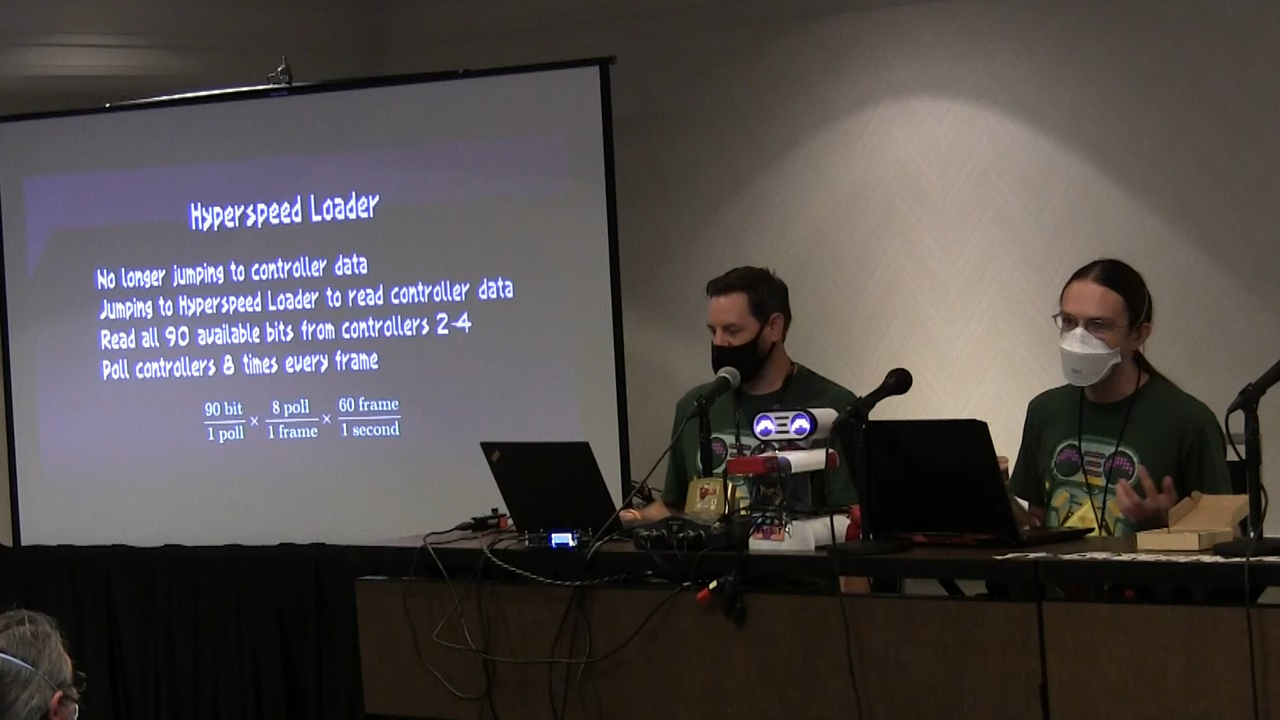 Hyperspeed Loader
No longer jumping to controller data
Jumping to Hyperspeed Loader to read controller data
Read all 90 available bits from controllers 2-4
Poll controllers 8 times every frame
90 bit / 1 poll × 8 poll / 1 frame × 60 frame / 1 second